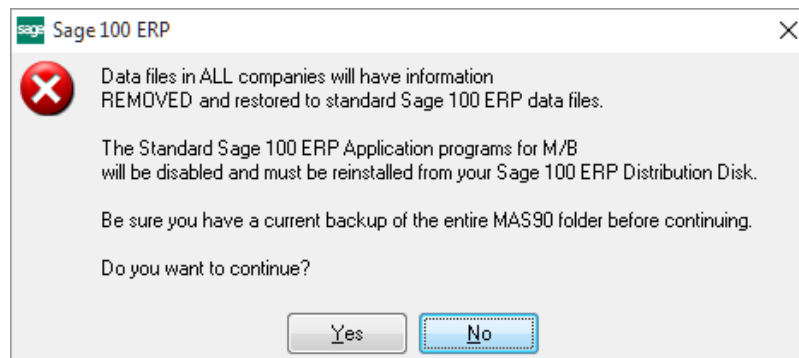 sage Sage 100 ERP
Data files in ALL companies will have information
REMOVED and restored to standard Sage 100 ERP data files.
The Standard Sage 100 ERP Application programs for M/B
will be disabled and must be reinstalled from your Sage 100 ERP Distribution Disk.
Be sure you have a current backup of the entire MAS90 folder before continuing.
Do you want to continue?
Yes No